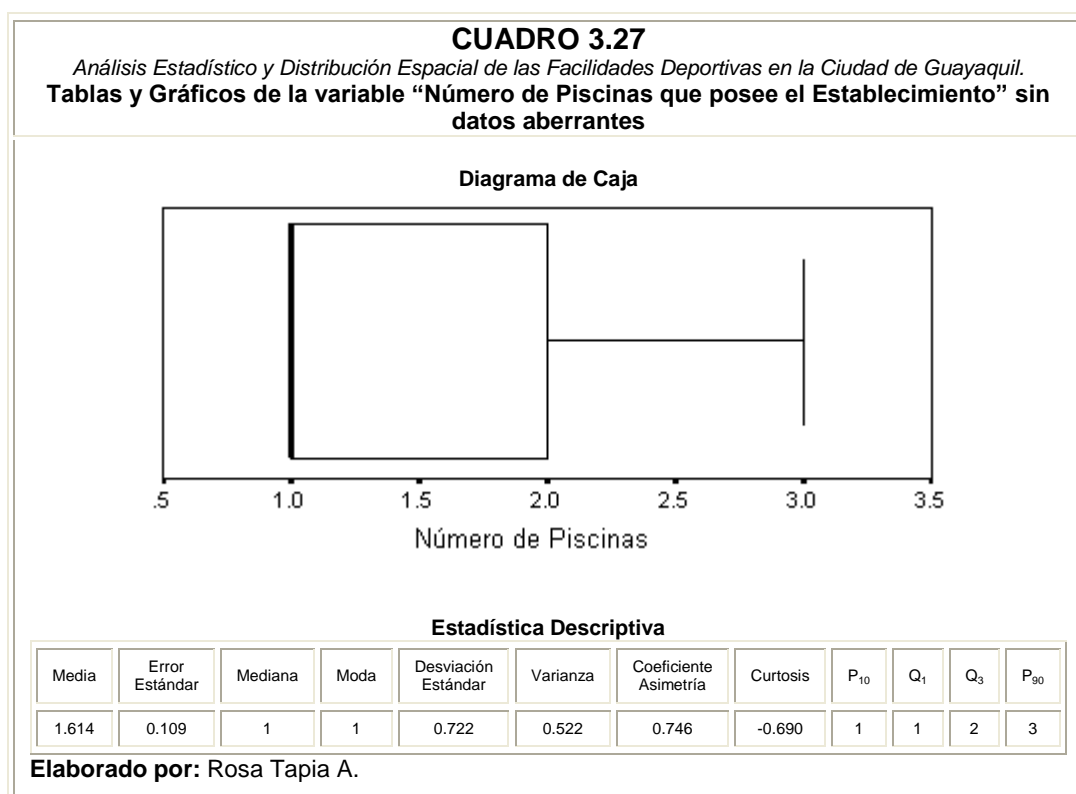 CUADRO 3.27
Análisis Estadístico y Distribución Espacial de las Facilidades Deportivas en la Ciudad de Guayaquil.
Tablas y Gráficos de la variable “Número de Piscinas que posee el Establecimiento” sin
datos aberrantes
Diagrama de Caja
.5 1.0 1.5 2.0 2.5 3.0 3.5
Número de Piscinas
Estadística Descriptiva
Media Error Estándar Mediana Moda Desviación Estándar Varianza Coeficiente Asimetría Curtosis P10 Q1 Q3 P90
1.614 0.109 1 1 0.722 0.522 0.746 -0.690 1 1 2 3
Elaborado por: Rosa Tapia A.